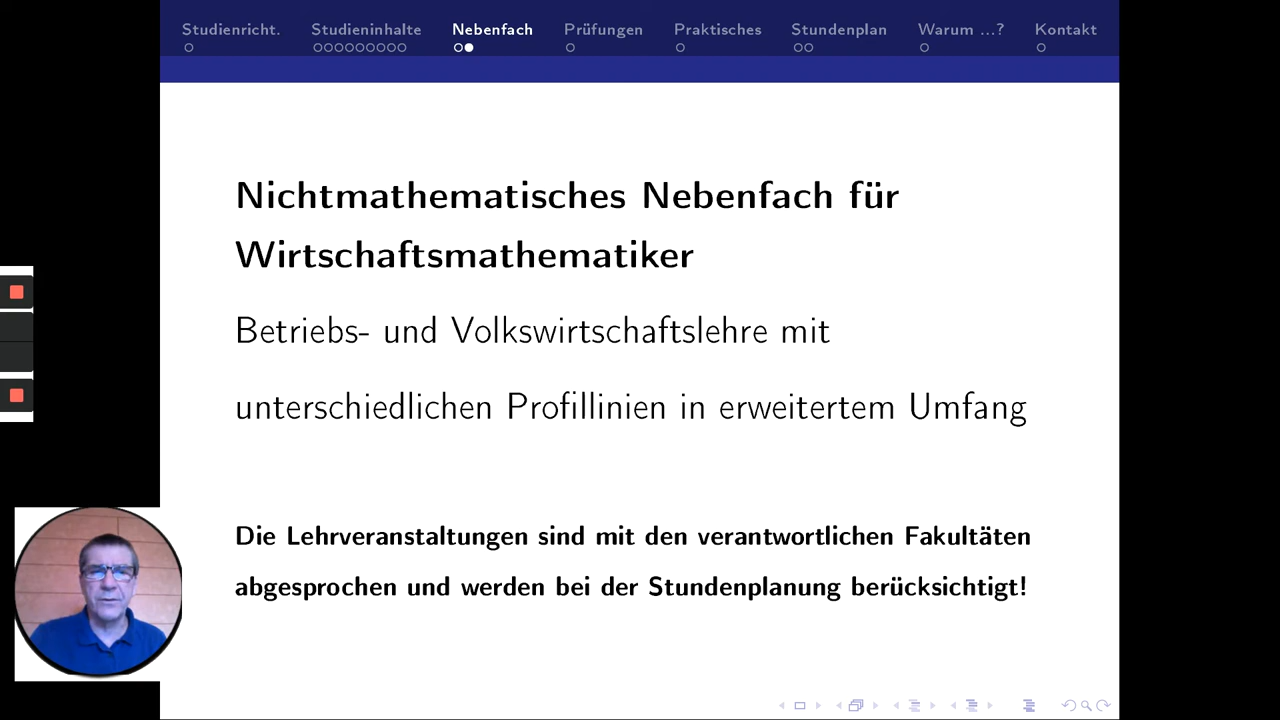 Studienricht. Studieninhalte Nebenfach Prüfungen Praktisches Stundenplan Warum ...? Kontakt
Nichtmathematisches Nebenfach für
Wirtschaftsmathematiker
Betriebs- und Volkswirtschaftslehre mit
unterschiedlichen Profillinien in erweitertem Umfang
Die Lehrveranstaltungen sind mit den verantwortlichen Fakultäten
abgesprochen und werden bei der Stundenplanung berücksichtigt!